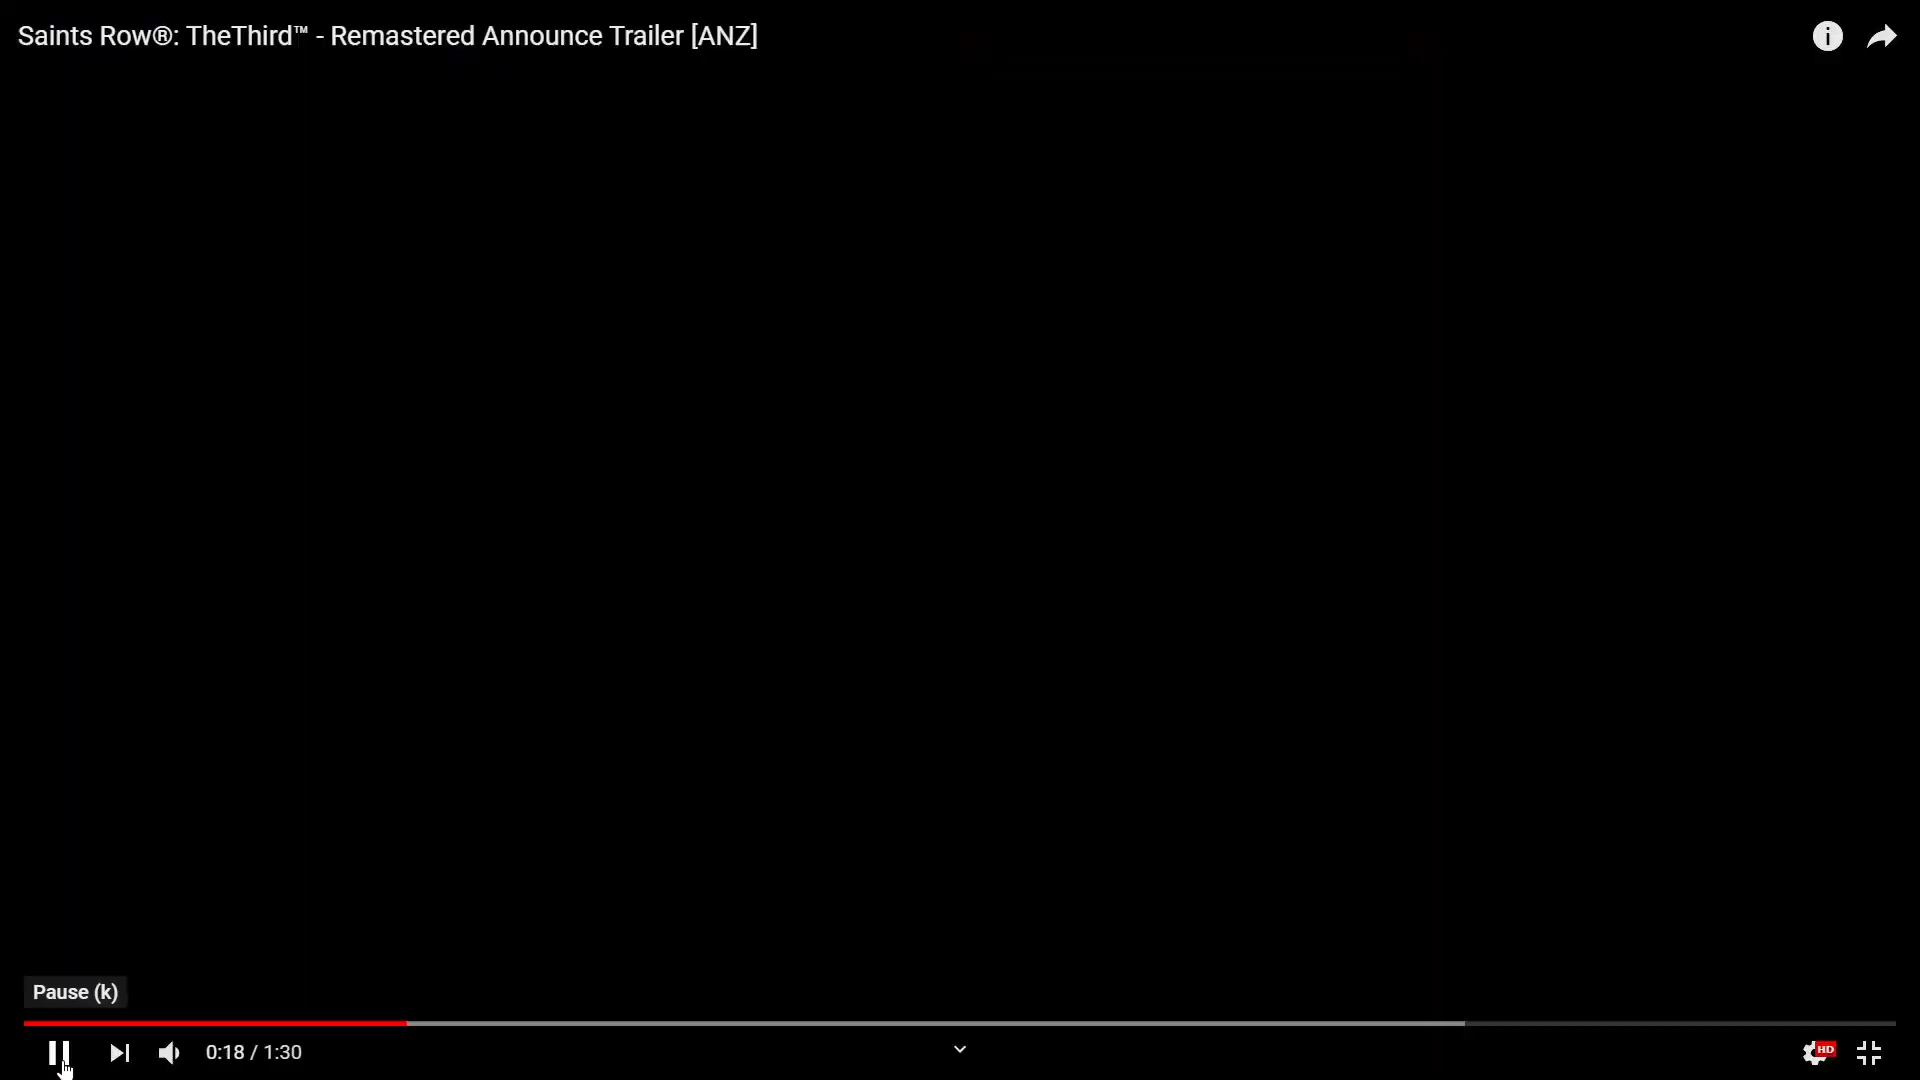 Saints Row®: TheThird™ - Remastered Announce Trailer [ANZ]
Pause (k)
0:18 / 1:30
HD